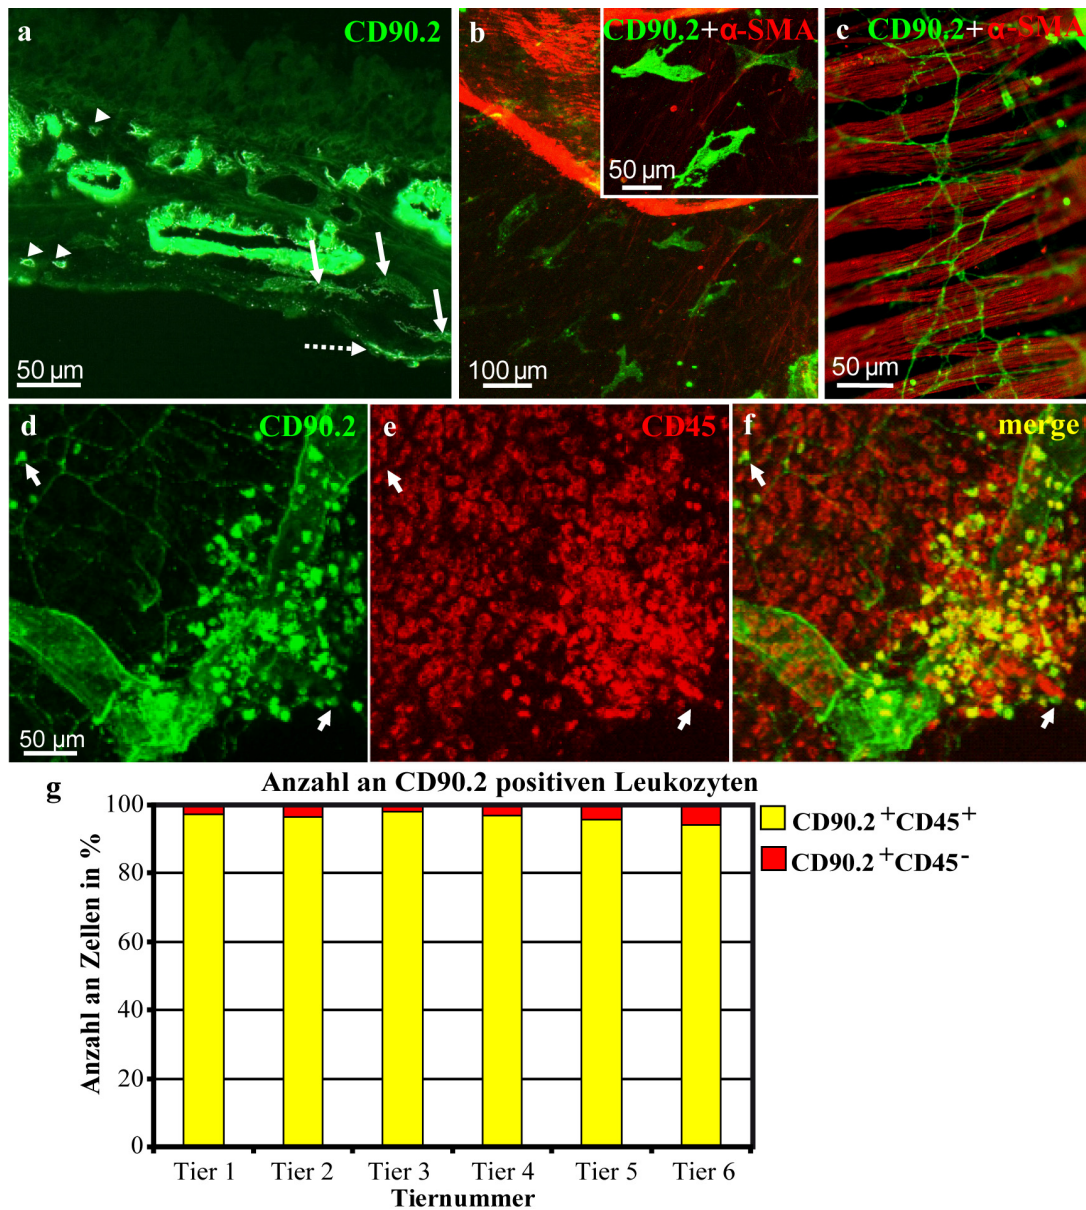 a
CD90.2
50 µm
b
CD90.2+α-SMA
50 µm
100 µm
c
CD90.2+α-SMA
50 µm
d
CD90.2
50 µm
e
CD45
f
merge
g
Anzahl an CD90.2 positiven Leukozyten
Anzahl an Zellen in %
100
80
60
40
20
0
Tier 1 Tier 2 Tier 3 Tier 4 Tier 5 Tier 6
Tiernummer
CD90.2⁺CD45⁺
CD90.2⁺CD45⁻